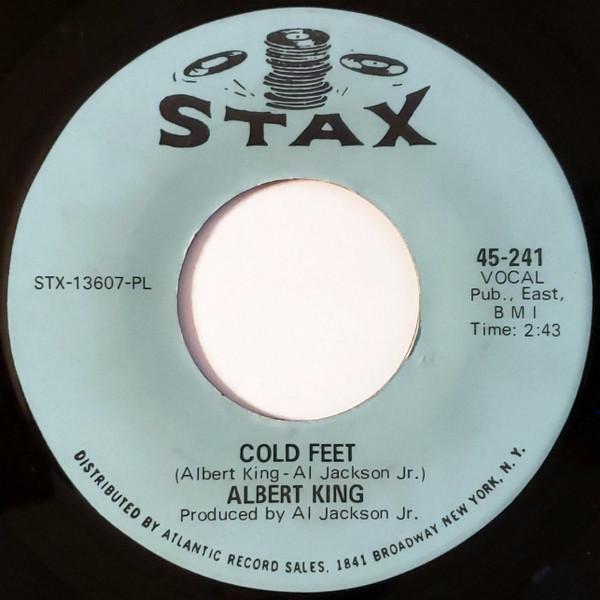 STAX
STX-13607-PL
45-241
VOCAL
Pub., East,
B M I
Time: 2:43
COLD FEET
(Albert King - Al Jackson Jr.)
ALBERT KING
Produced by Al Jackson Jr.
DISTRIBUTED BY ATLANTIC RECORD SALES, 1841 BROADWAY NEW YORK, N. Y.